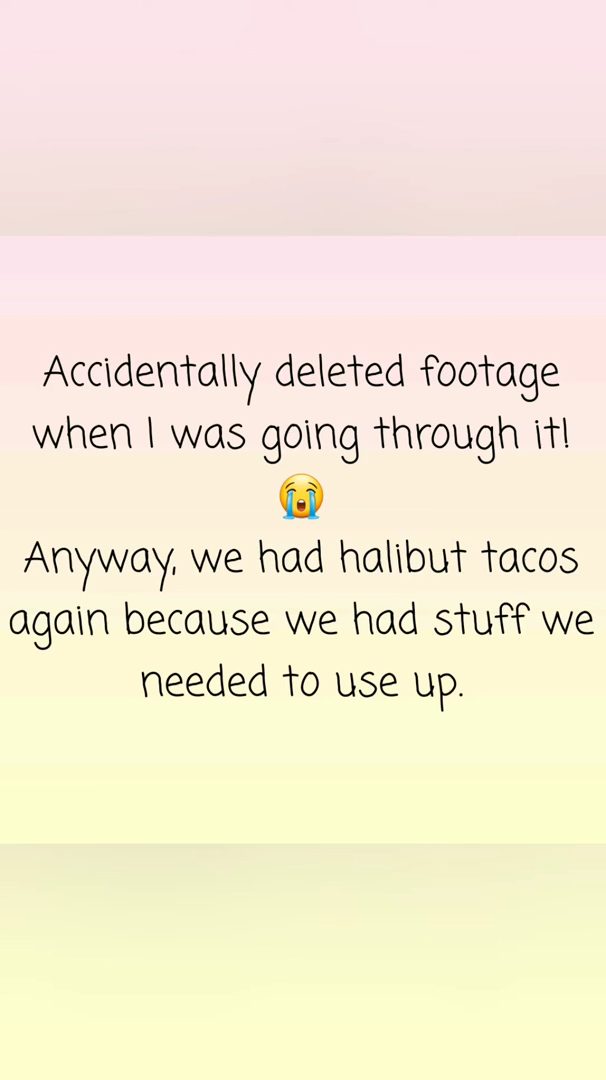 Accidentally deleted footage
when I was going through it!
😭
Anyway, we had halibut tacos
again because we had stuff we
needed to use up.